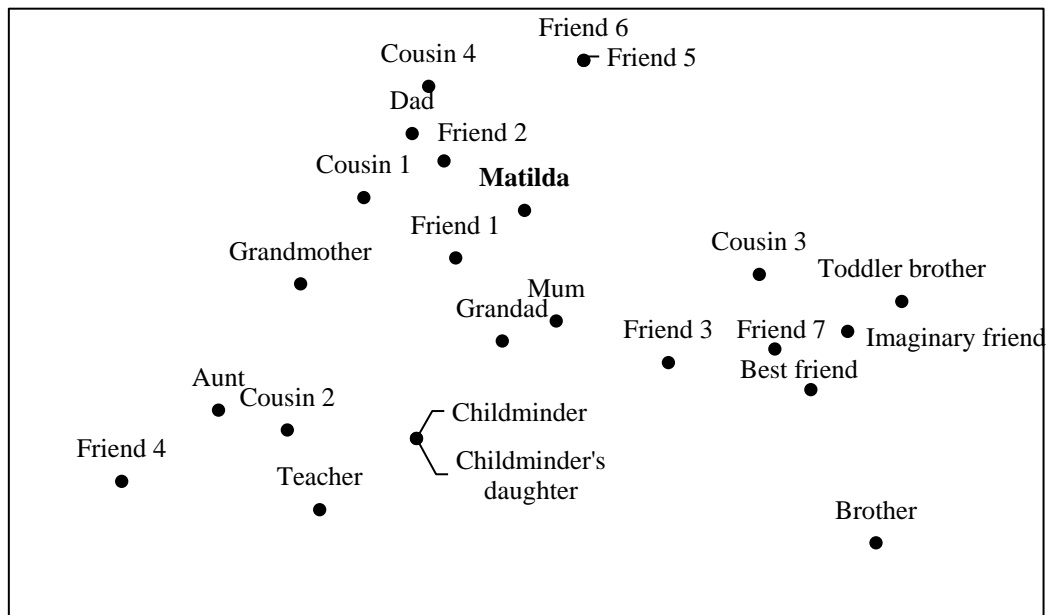 Friend 6
Cousin 4
Friend 5
Dad
Friend 2
Cousin 1
Matilda
Friend 1
Grandmother
Cousin 3
Toddler brother
Mum
Grandad
Friend 3
Friend 7
Imaginary friend
Best friend
Aunt
Cousin 2
Childminder
Friend 4
Childminder's
daughter
Teacher
Brother